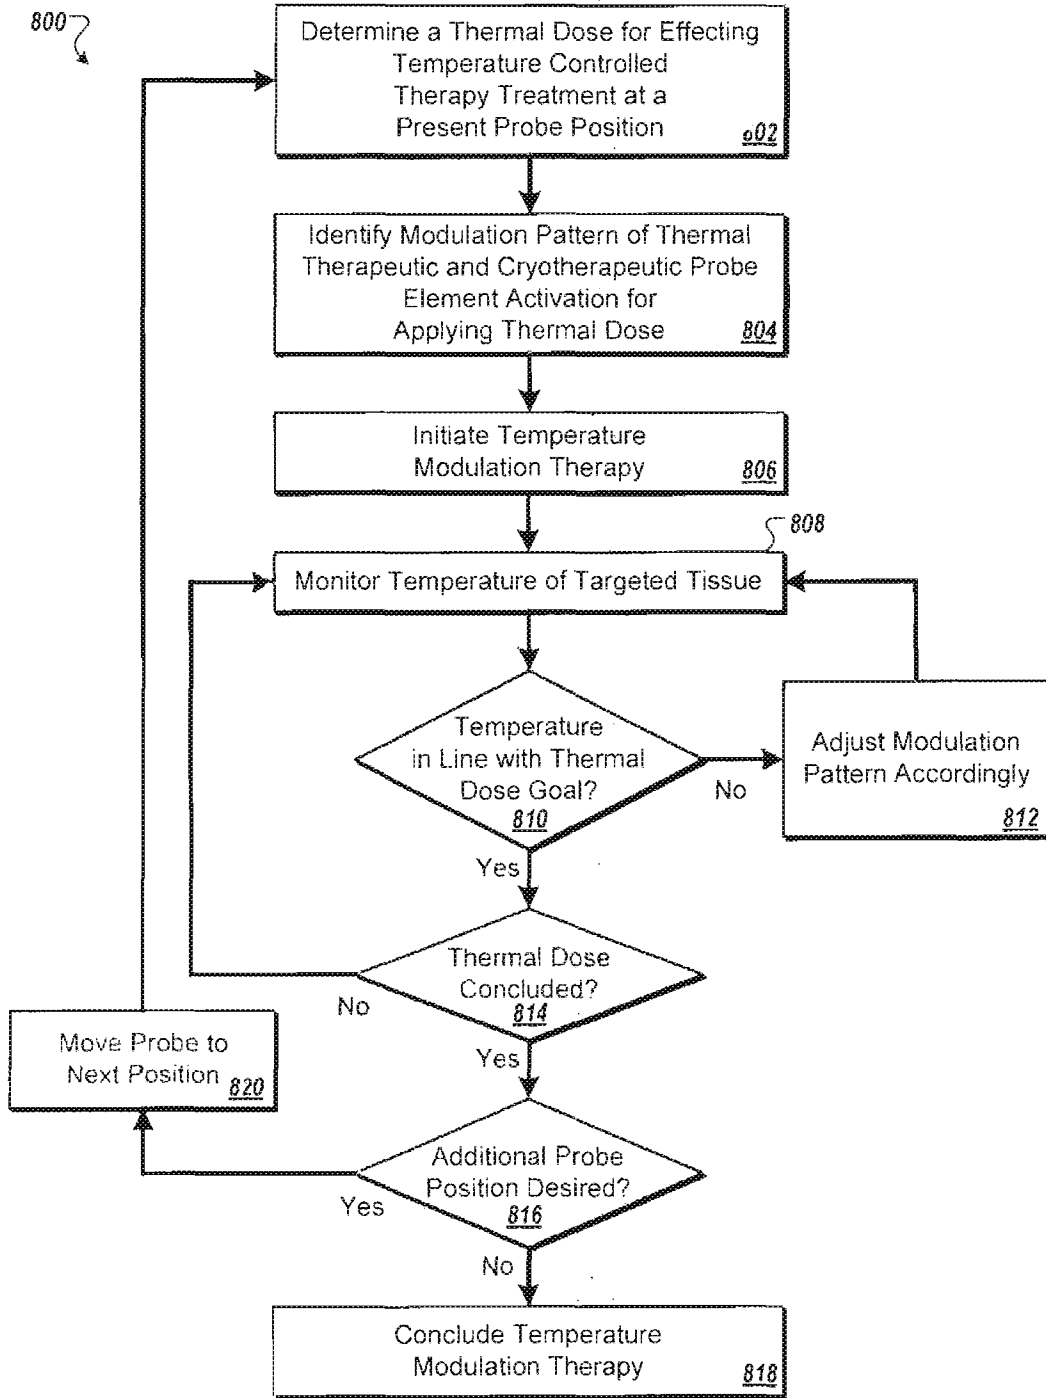 800
Determine a Thermal Dose for Effecting
Temperature Controlled
Therapy Treatment at a
Present Probe Position
802
Identify Modulation Pattern of Thermal
Therapeutic and Cryotherapeutic Probe
Element Activation for
Applying Thermal Dose
804
Initiate Temperature
Modulation Therapy
806
808
Monitor Temperature of Targeted Tissue
Temperature
in Line with Thermal
Dose Goal?
810
No
Adjust Modulation
Pattern Accordingly
812
Yes
Thermal Dose
Concluded?
814
No
Yes
Move Probe to
Next Position
820
Additional Probe
Position Desired?
816
Yes
No
Conclude Temperature
Modulation Therapy
818